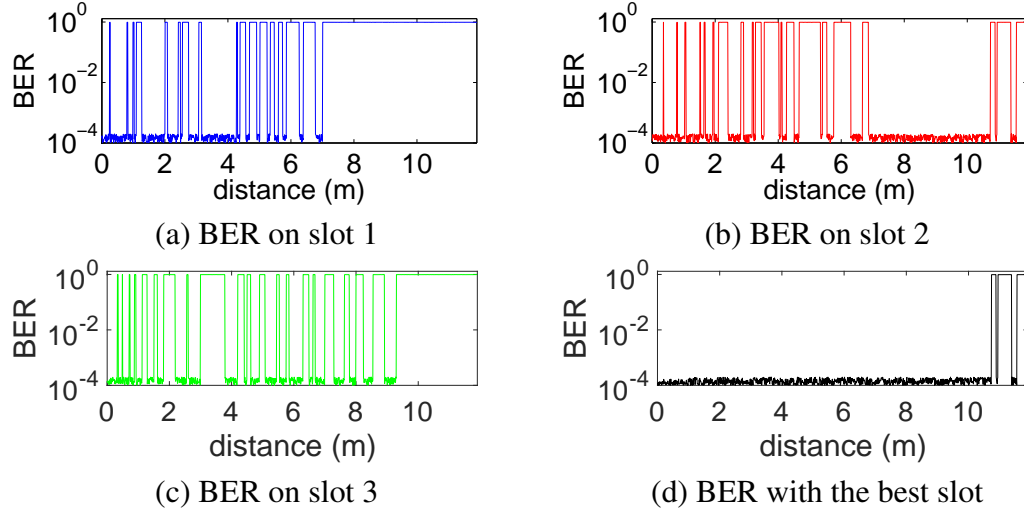 10^0
10^−2
10^−4
BER
0 2 4 6 8 10
distance (m)
(a) BER on slot 1
10^0
10^−2
10^−4
BER
0 2 4 6 8 10
distance (m)
(b) BER on slot 2
10^0
10^-2
10^-4
BER
0 2 4 6 8 10
distance (m)
(c) BER on slot 3
10^0
10^-2
10^-4
BER
0 2 4 6 8 10
distance (m)
(d) BER with the best slot